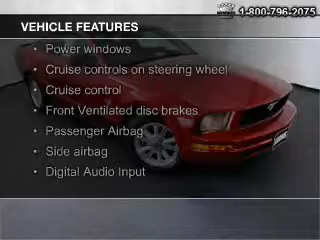 1-800-796-2075
VEHICLE FEATURES
• Power windows
• Cruise controls on steering wheel
• Cruise control
• Front Ventilated disc brakes
• Passenger Airbag
• Side airbag
• Digital Audio Input